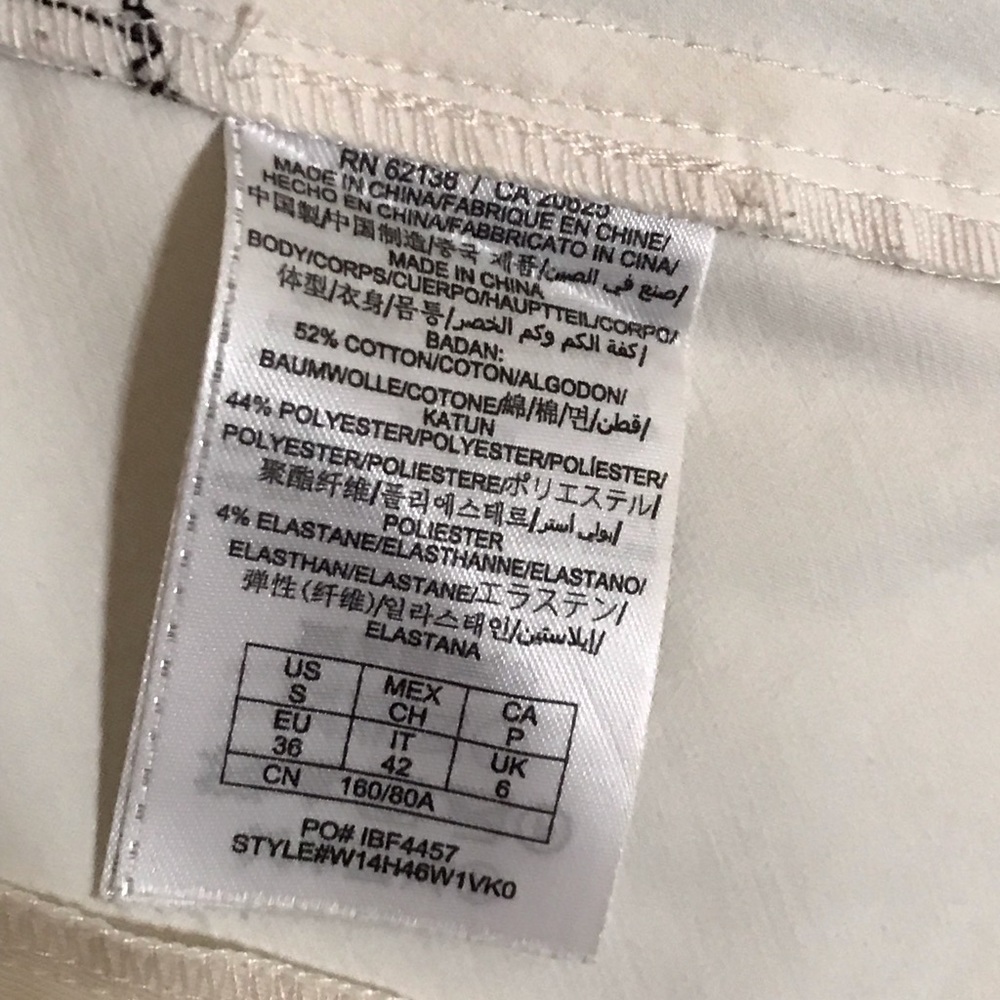 RN 62138 / CA 20625
MADE IN CHINA/FABRIQUE EN CHINE/
HECHO EN CHINA/FABBRICATO IN CINA/
中国製/中国制造/중국 제품/صنع في الصين/
MADE IN CHINA
BODY/CORPS/CUERPO/HAUPTTEIL/CORPO/
体型/衣身/몸통/كفة الكم وكم الخصر/
BADAN:
52% COTTON/COTON/ALGODON/
BAUMWOLLE/COTONE/綿/棉/면/قطن/
KATUN
44% POLYESTER/POLYESTER/POLÍESTER/
POLYESTER/POLIESTERE/ポリエステル/
聚酯纤维/폴리에스테르/بولي استر/
POLIESTER
4% ELASTANE/ELASTHANNE/ELASTANO/
ELASTHAN/ELASTANE/エラステン/
弹性(纤维)/일라스태인/إيلاستين/
ELASTANA
US MEX CA
S CH P
EU IT UK
36 42 6
CN 160/80A
PO# IBF4457
STYLE#W14H46W1VK0